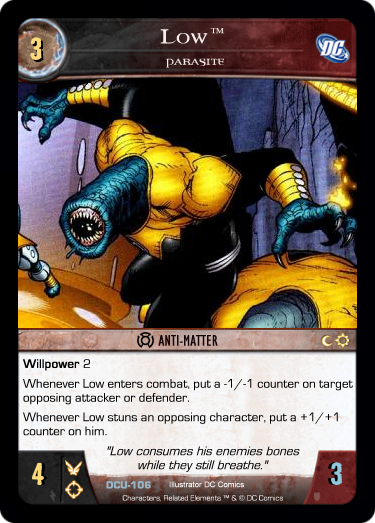 3
Low™
PARASITE
DC
ANTI-MATTER
Willpower 2
Whenever Low enters combat, put a -1/-1 counter on target
opposing attacker or defender.
Whenever Low stuns an opposing character, put a +1/+1
counter on him.
"Low consumes his enemies bones
while they still breathe."
4
DCU-106
Illustrator DC Comics
Characters, Related Elements ™ & © DC Comics
3